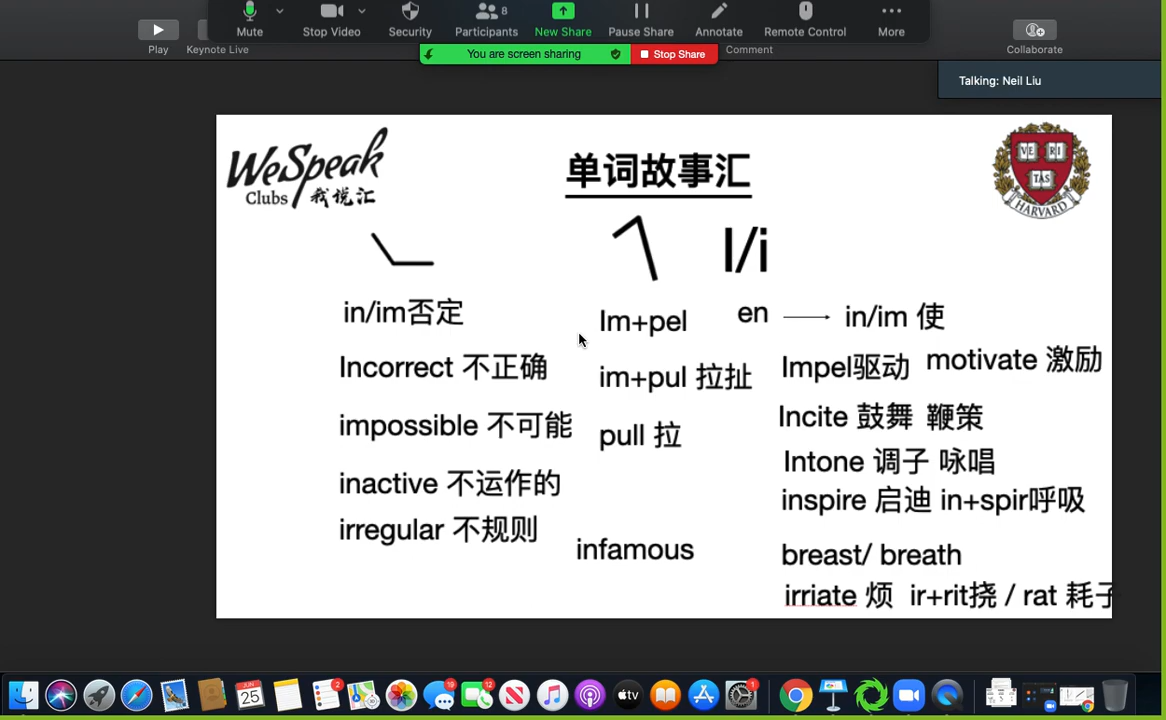 Mute
Stop Video
Security
Participants
8
New Share
Pause Share
Annotate
Remote Control
More
Play
Keynote Live
Comment
Collaborate
You are screen sharing
Stop Share
Talking: Neil Liu
WeSpeak
Clubs 我说汇
单词故事汇
VE RI
TAS
HARVARD
I/i
in/im否定
Im+pel
en
in/im 使
Incorrect 不正确
im+pul 拉扯
Impel驱动
motivate 激励
impossible 不可能
pull 拉
Incite 鼓舞 鞭策
inactive 不运作的
Intone 调子 咏唱
irregular 不规则
inspire 启迪 in+spir呼吸
infamous
breast/ breath
irriate 烦 ir+rit挠 / rat 耗子
JUN
25
2
19
12
tv
1